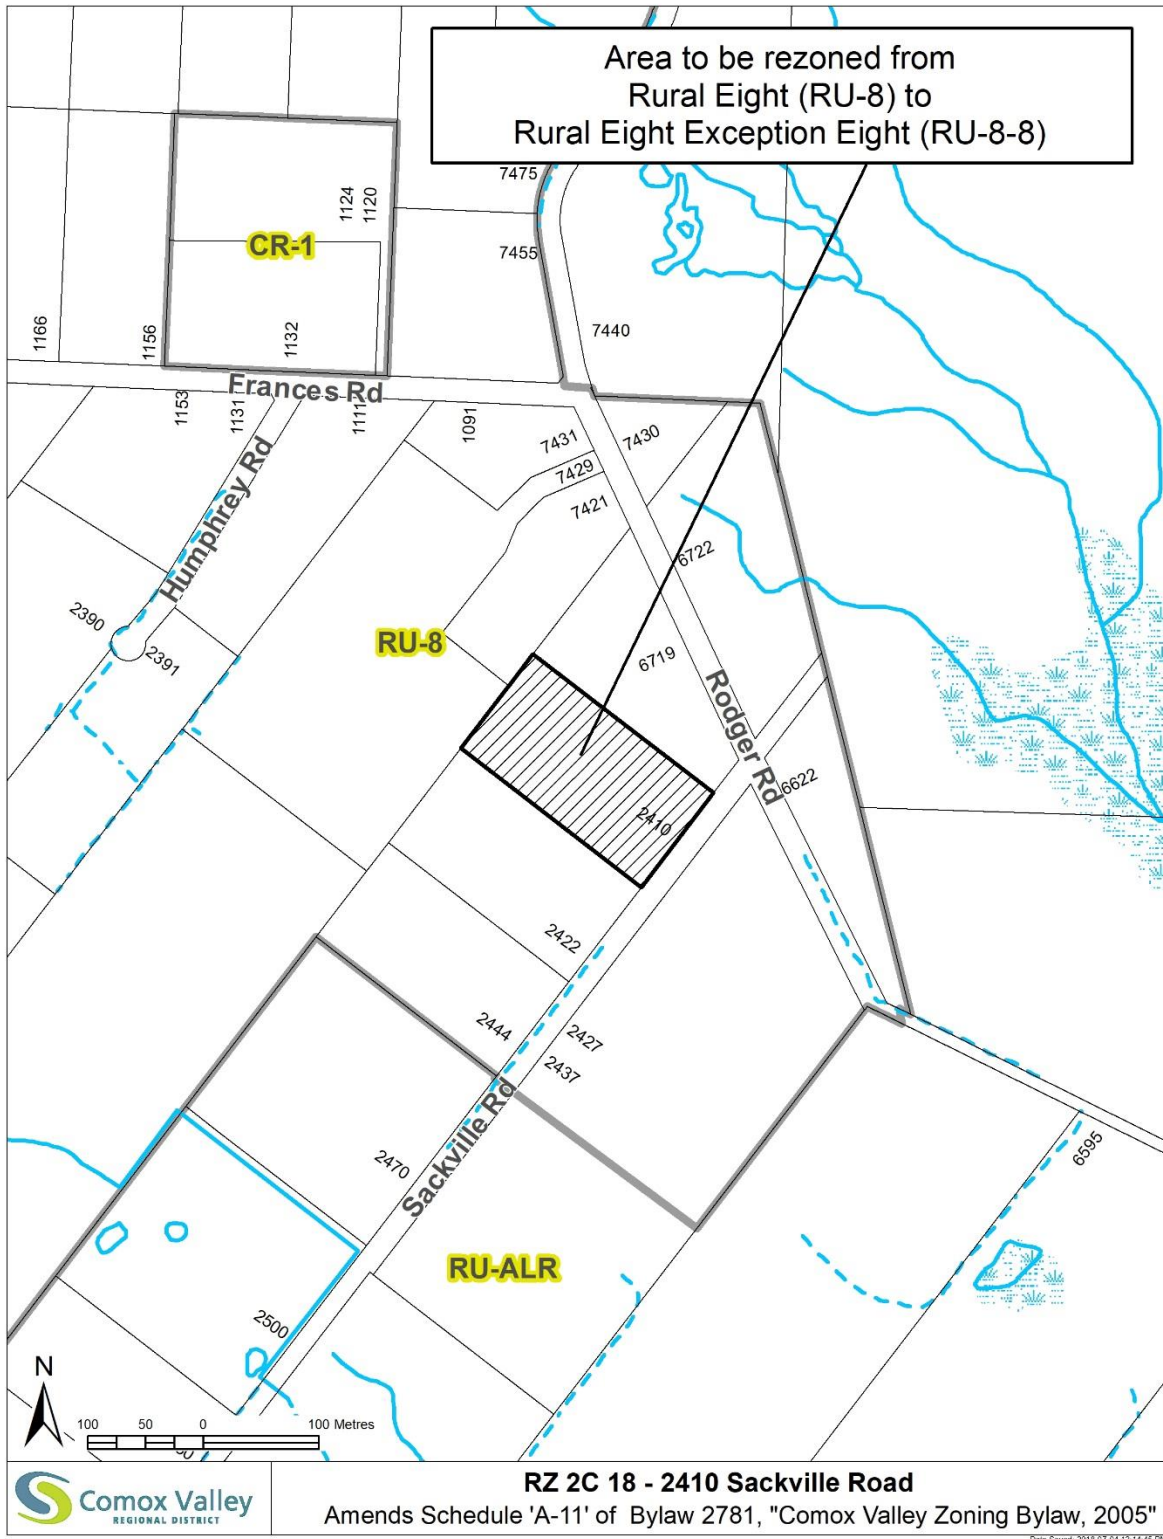 Area to be rezoned from
Rural Eight (RU-8) to
Rural Eight Exception Eight (RU-8-8)
7475
1124
1120
CR-1
7455
7440
1166
1156
1132
Frances Rd
1153
1131
1111
1091
7431
7430
7429
7421
Humphrey Rd
6722
2390
2391
RU-8
6719
Rodger Rd
6622
2410
2422
2444
2427
2437
6595
2470
Sackville Rd
RU-ALR
2500
N
100 50 0 100 Metres
Comox Valley
REGIONAL DISTRICT
RZ 2C 18 - 2410 Sackville Road
Amends Schedule 'A-11' of Bylaw 2781, "Comox Valley Zoning Bylaw, 2005"